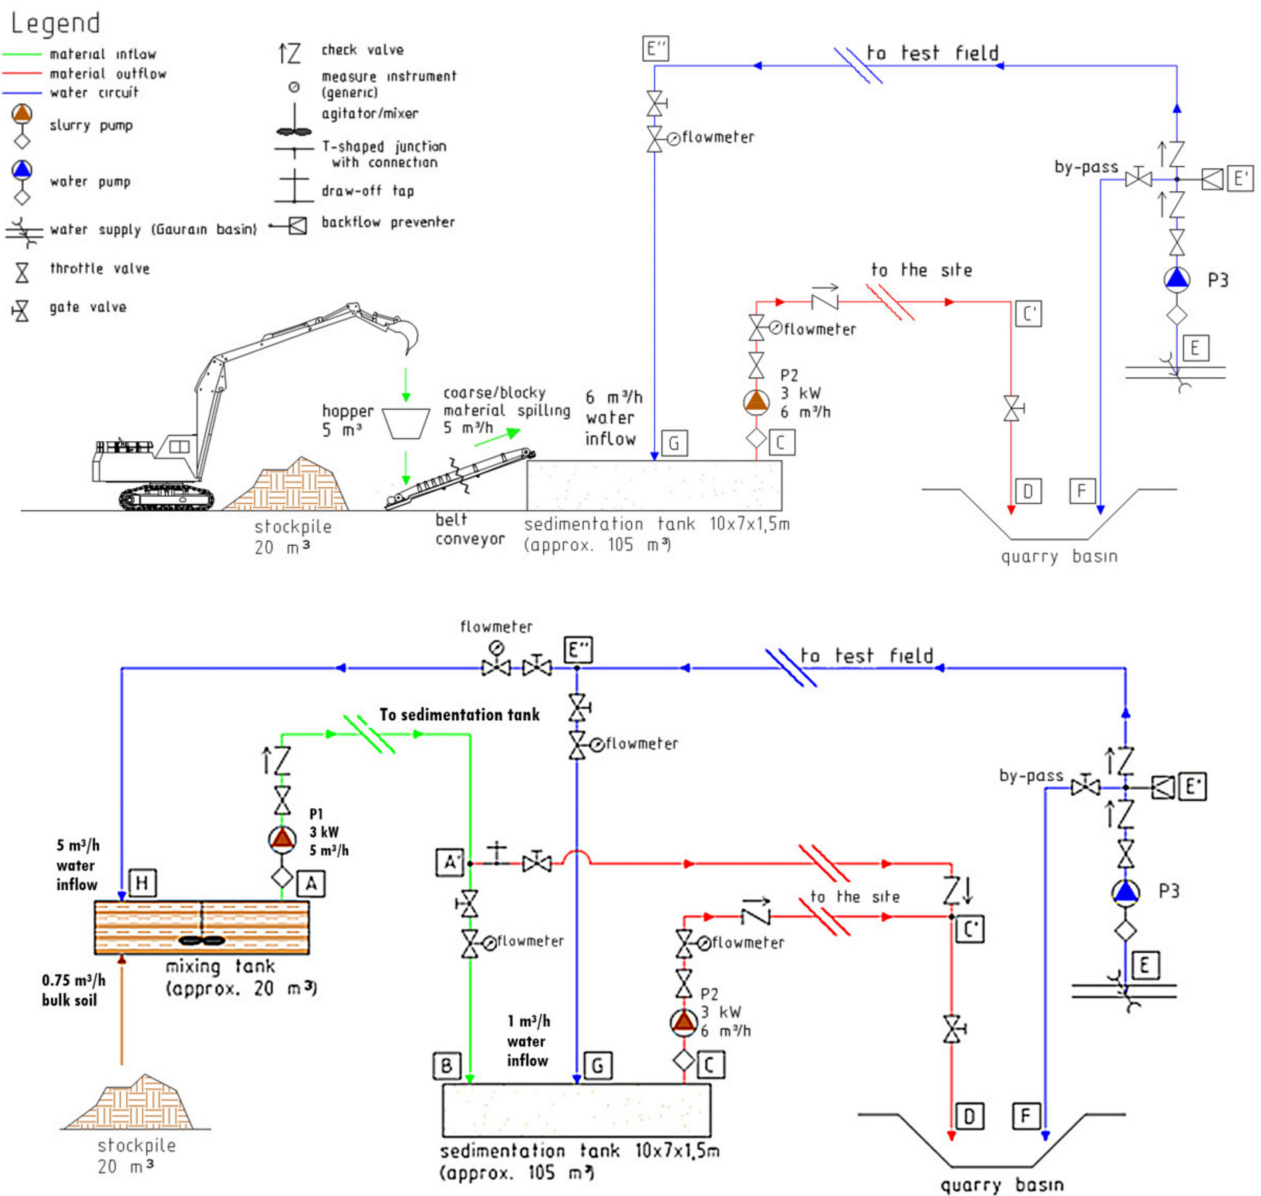 Legend
material inflow
material outflow
water circuit
slurry pump
water pump
water supply (Gaurain basin)
throttle valve
gate valve
check valve
measure instrument
(generic)
agitator/mixer
T-shaped junction
with connection
draw-off tap
backflow preventer
E''
to test field
flowmeter
by-pass
E'
P3
E
to the site
C'
flowmeter
P2
3 kW
6 m³/h
C
6 m³/h
water
inflow
G
hopper
5 m³
coarse/blocky
material spilling
5 m³/h
stockpile
20 m³
belt
conveyor
sedimentation tank 10x7x1,5m
(approx. 105 m³)
D
F
quarry basin
flowmeter
E''
to test field
To sedimentation tank
flowmeter
by-pass
E'
P1
3 kW
5 m³/h
5 m³/h
water
inflow
H
A
A'
to the site
C'
P3
flowmeter
flowmeter
mixing tank
(approx. 20 m³)
0.75 m³/h
bulk soil
P2
3 kW
6 m³/h
E
1 m³/h
water
inflow
B
G
C
D
F
stockpile
20 m³
sedimentation tank 10x7x1,5m
(approx. 105 m³)
quarry basin